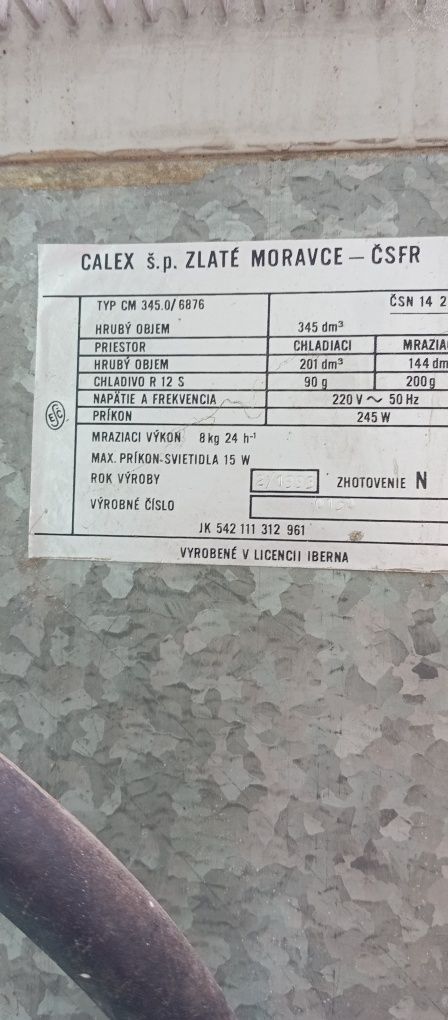 CALEX š.p. ZLATÉ MORAVCE – ČSFR
TYP CM 345.0/6876 ČSN 14 2
HRUBÝ OBJEM 345 dm³
PRIESTOR CHLADIACI MRAZIA
HRUBÝ OBJEM 201 dm³ 144 dm
CHLADIVO R 12 S 90 g 200 g
NAPÄTIE A FREKVENCIA 220 V ~ 50 Hz
PRÍKON 245 W
MRAZIACI VÝKON 8 kg 24 h⁻¹
MAX. PRÍKON SVIETIDLA 15 W
ROK VÝROBY ZHOTOVENIE N
VÝROBNÉ ČÍSLO
JK 542 111 312 961
VYROBENÉ V LICENCII IBERNA